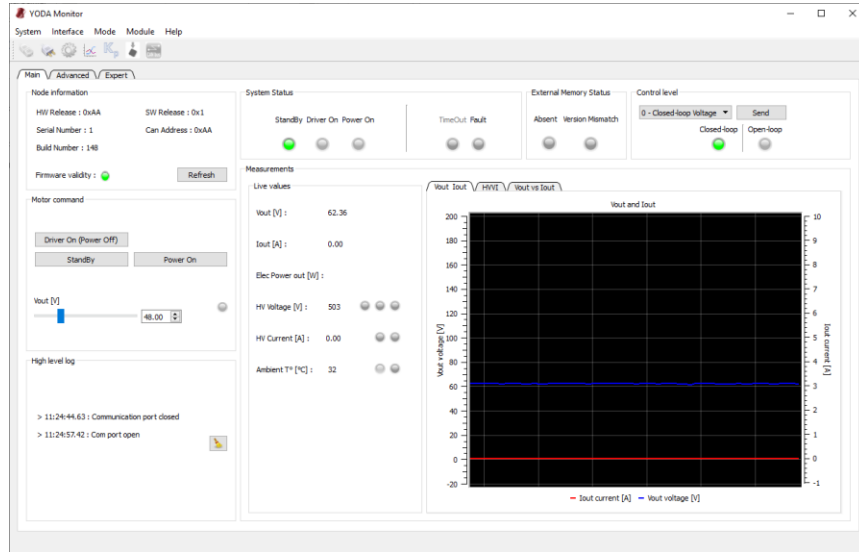 YODA Monitor
System Interface Mode Module Help
Main Advanced Expert
Node information
HW Release : 0xAA SW Release : 0x1
Serial Number : 1 Can Address : 0xAA
Build Number : 148
Firmware validity : Refresh
System Status
StandBy Driver On Power On TimeOut Fault
External Memory Status
Absent Version Mismatch
Control level
0 - Closed-loop Voltage Send
Closed-loop Open-loop
Motor command
Driver On (Power Off)
StandBy Power On
Vout [V]
48.00
High level log
> 11:24:44.63 : Communication port closed
> 11:24:57.42 : Com port open
Measurements
Live values
Vout [V] : 62.36
Iout [A] : 0.00
Elec Power out [W] :
HV Voltage [V] : 503
HV Current [A] : 0.00
Ambient T° [°C] : 32
Vout Iout HVVI Vout vs Iout
Vout and Iout
200 10
180 9
160 8
140 7
120 6
100 5
80 4
60 3
40 2
20 1
0 0
-20 -1
Vout voltage [V]
Iout current [A]
Iout current [A] Vout voltage [V]